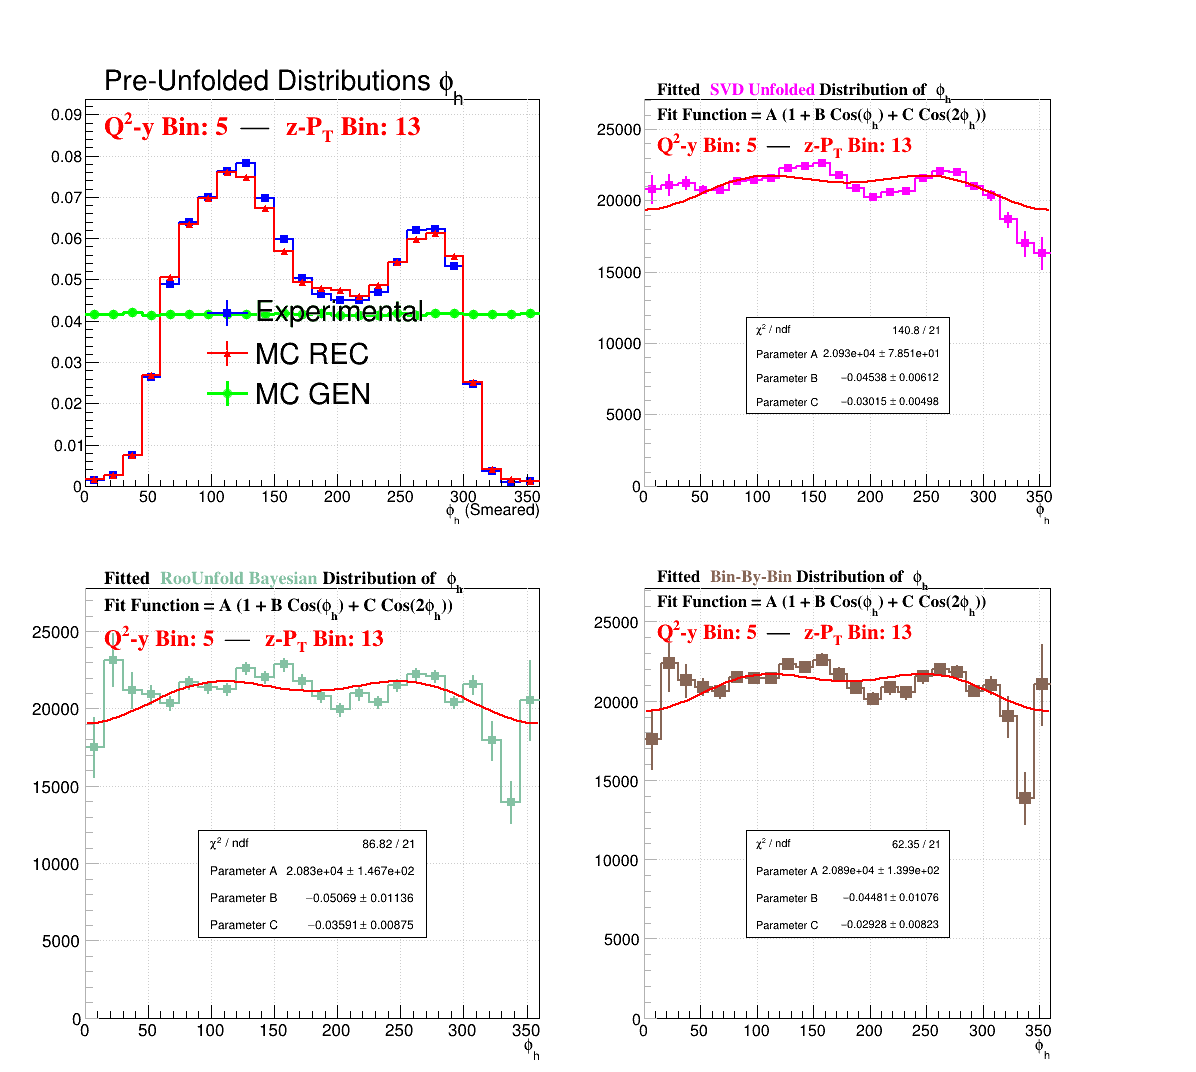 Pre-Unfolded Distributions ϕh
Q²-y Bin: 5 — z-PT Bin: 13
0.09
0.08
0.07
0.06
0.05
0.04
0.03
0.02
0.01
0
Experimental
MC REC
MC GEN
0 50 100 150 200 250 300 350
ϕh (Smeared)
Fitted SVD Unfolded Distribution of ϕh
Fit Function = A (1 + B Cos(ϕh) + C Cos(2ϕh))
Q²-y Bin: 5 — z-PT Bin: 13
25000
20000
15000
10000
5000
0
χ² / ndf 140.8 / 21
Parameter A 2.093e+04 ± 7.851e+01
Parameter B −0.04538 ± 0.00612
Parameter C −0.03015 ± 0.00498
0 50 100 150 200 250 300 350
ϕh
Fitted RooUnfold Bayesian Distribution of ϕh
Fit Function = A (1 + B Cos(ϕh) + C Cos(2ϕh))
Q²-y Bin: 5 — z-PT Bin: 13
25000
20000
15000
10000
5000
0
χ² / ndf 86.82 / 21
Parameter A 2.083e+04 ± 1.467e+02
Parameter B −0.05069 ± 0.01136
Parameter C −0.03591 ± 0.00875
0 50 100 150 200 250 300 350
ϕh
Fitted Bin-By-Bin Distribution of ϕh
Fit Function = A (1 + B Cos(ϕh) + C Cos(2ϕh))
Q²-y Bin: 5 — z-PT Bin: 13
25000
20000
15000
10000
5000
0
χ² / ndf 62.35 / 21
Parameter A 2.089e+04 ± 1.399e+02
Parameter B −0.04481 ± 0.01076
Parameter C −0.02928 ± 0.00823
0 50 100 150 200 250 300 350
ϕh